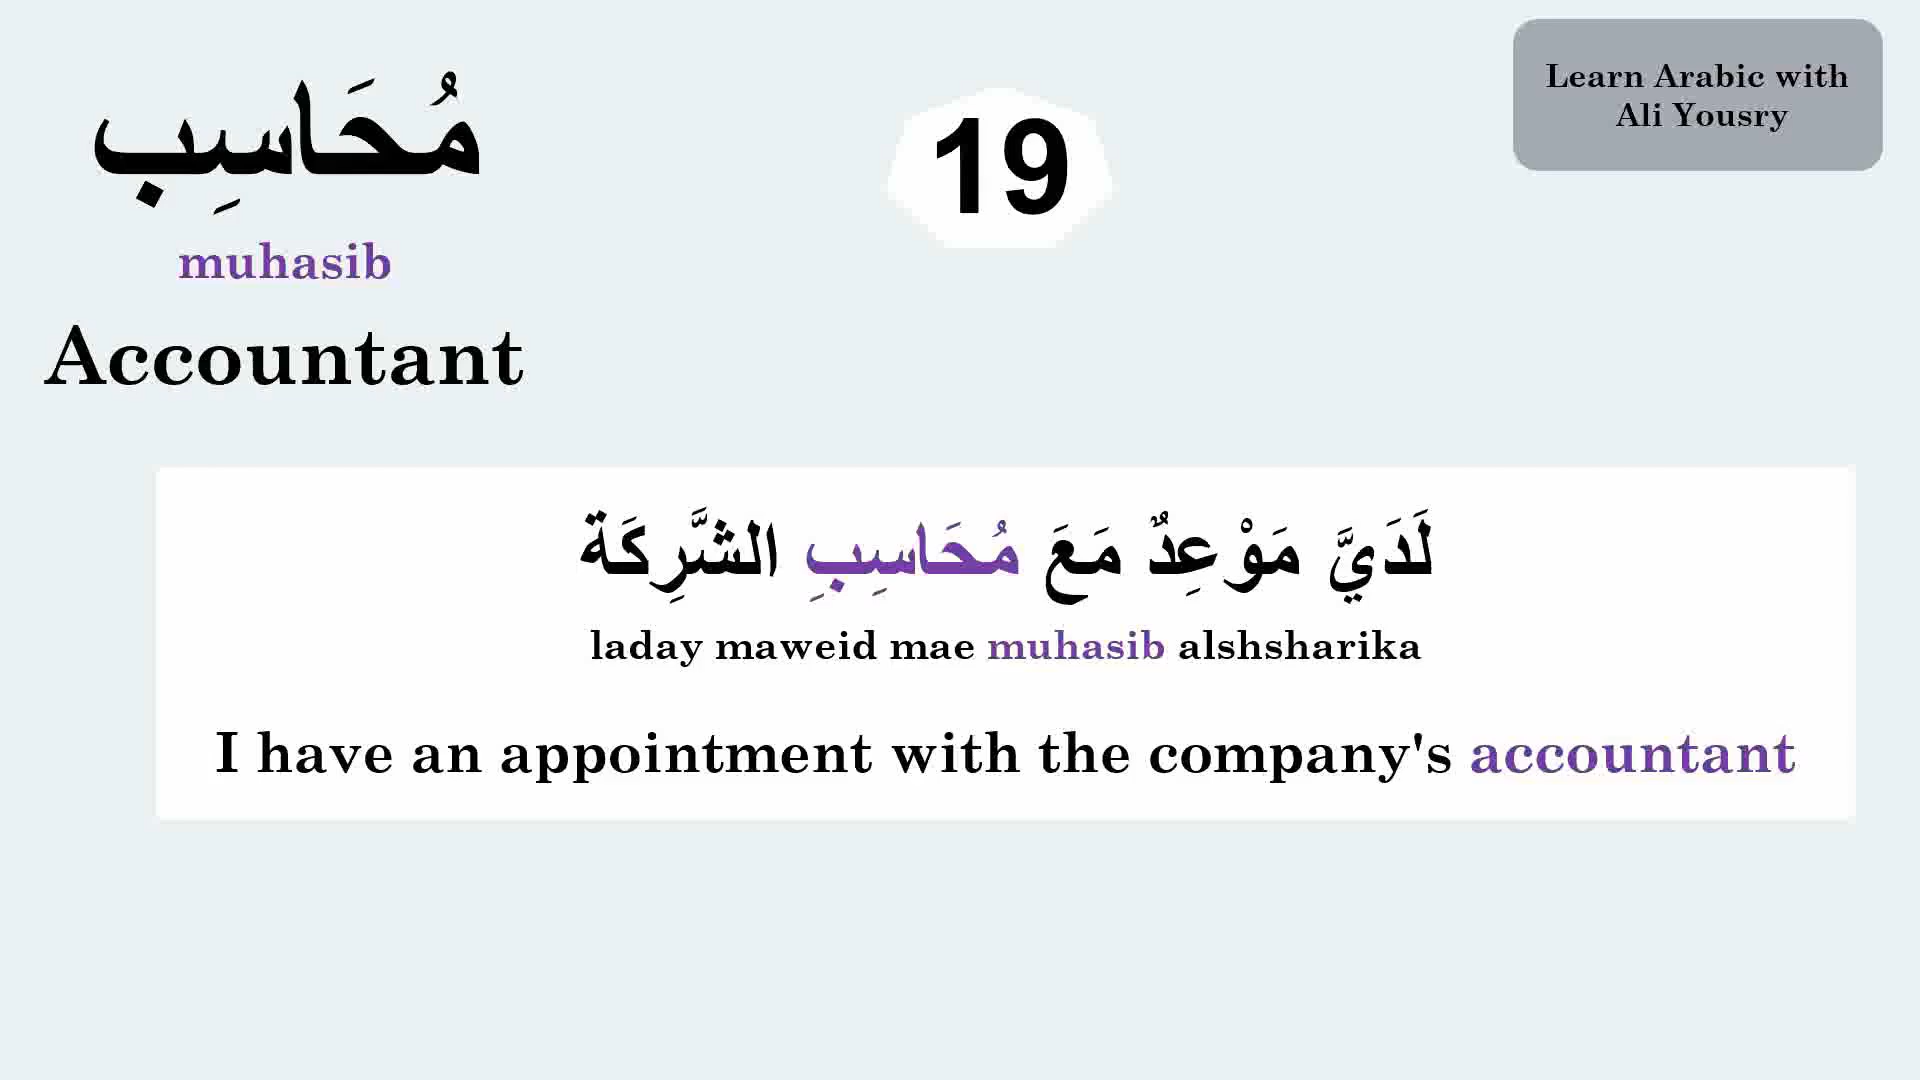 مُحَاسِب
muhasib
Accountant
19
Learn Arabic with
Ali Yousry
لَدَيَّ مَوْعِدٌ مَعَ مُحَاسِبِ الشَّرِكَة
laday maweid mae muhasib alshsharika
I have an appointment with the company's accountant